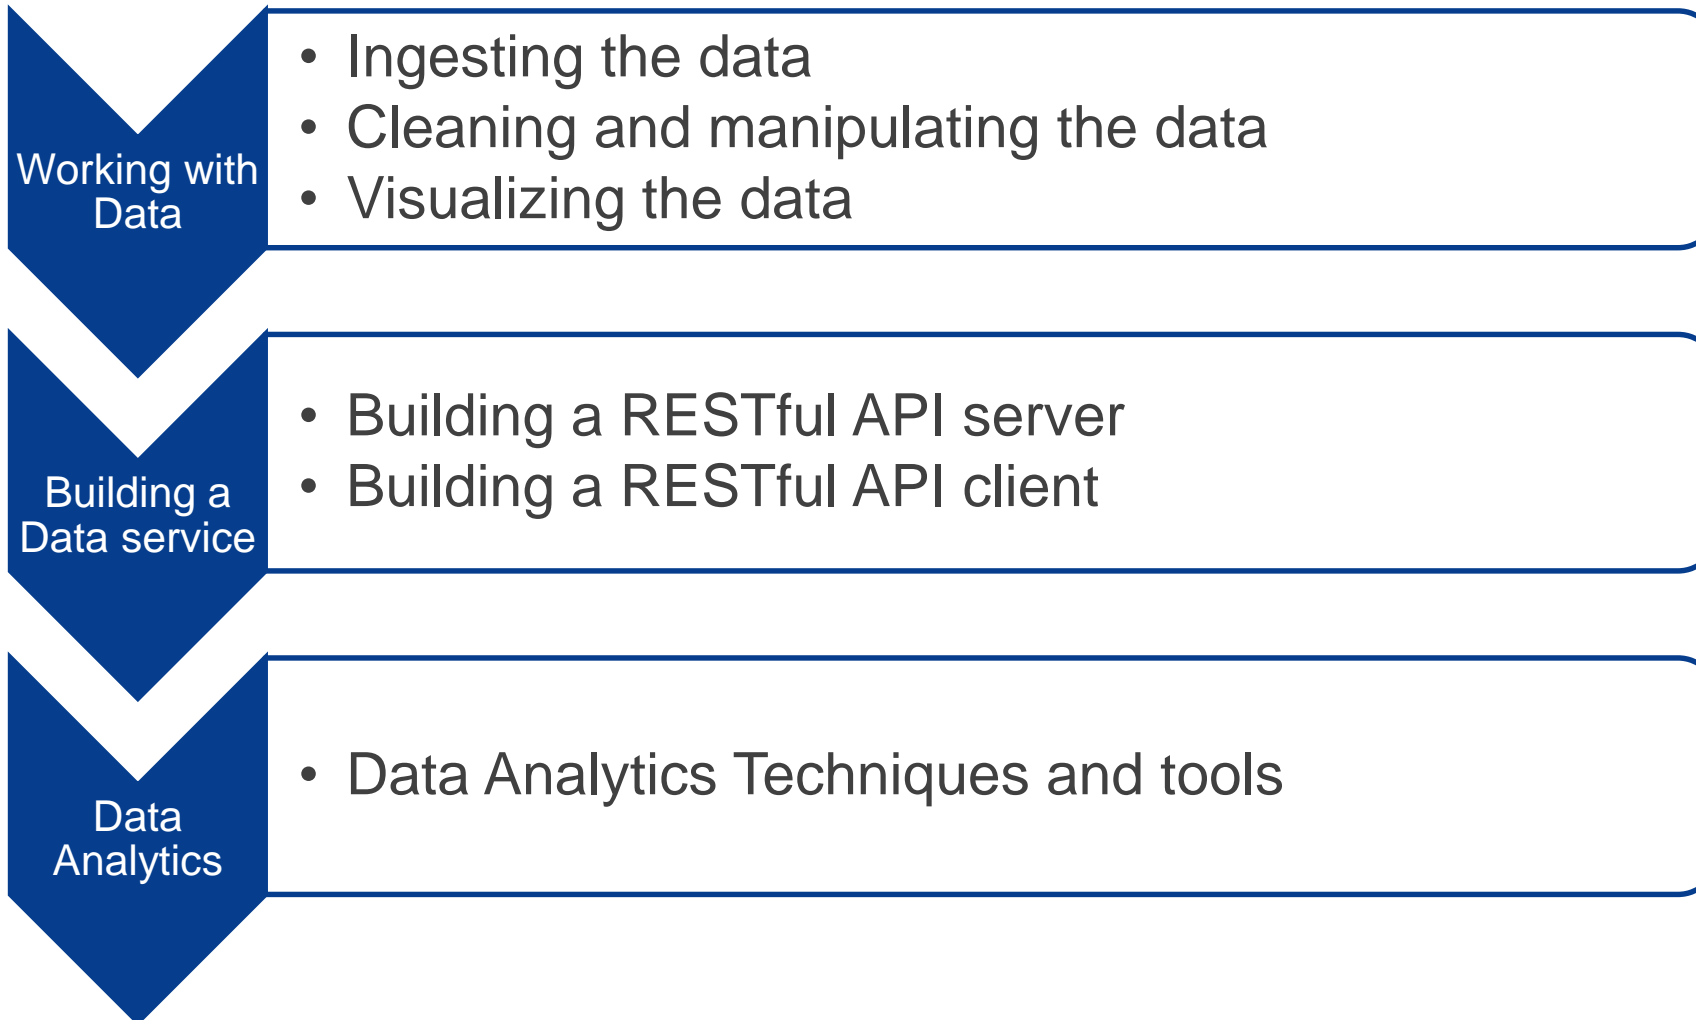 Working with
Data
• Ingesting the data
• Cleaning and manipulating the data
• Visualizing the data
Building a
Data service
• Building a RESTful API server
• Building a RESTful API client
Data
Analytics
• Data Analytics Techniques and tools